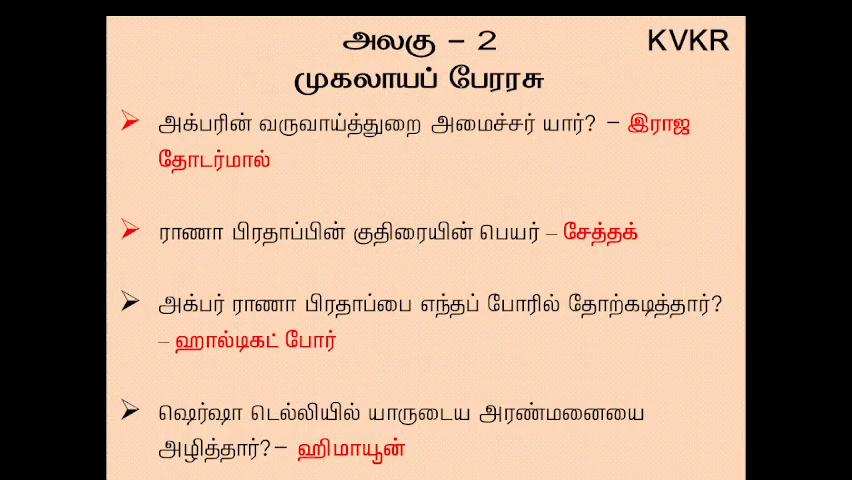 அலகு – 2
KVKR
முகலாயப் பேரரசு
அக்பரின் வருவாய்த்துறை அமைச்சர் யார்? – இராஜ
தோடர்மால்
ராணா பிரதாப்பின் குதிரையின் பெயர் – சேத்தக்
அக்பர் ராணா பிரதாப்பை எந்தப் போரில் தோற்கடித்தார்?
– ஹால்டிகட் போர்
ஷெர்ஷா டெல்லியில் யாருடைய அரண்மனையை
அழித்தார்?– ஹிமாயூன்